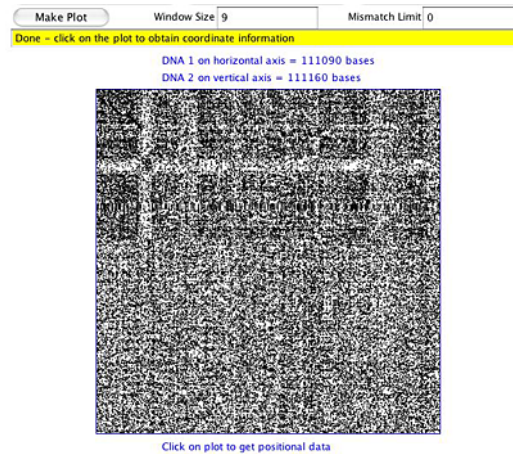 Make Plot Window Size 9 Mismatch Limit 0
Done - click on the plot to obtain coordinate information
DNA 1 on horizontal axis = 111090 bases
DNA 2 on vertical axis = 111160 bases
Click on plot to get positional data